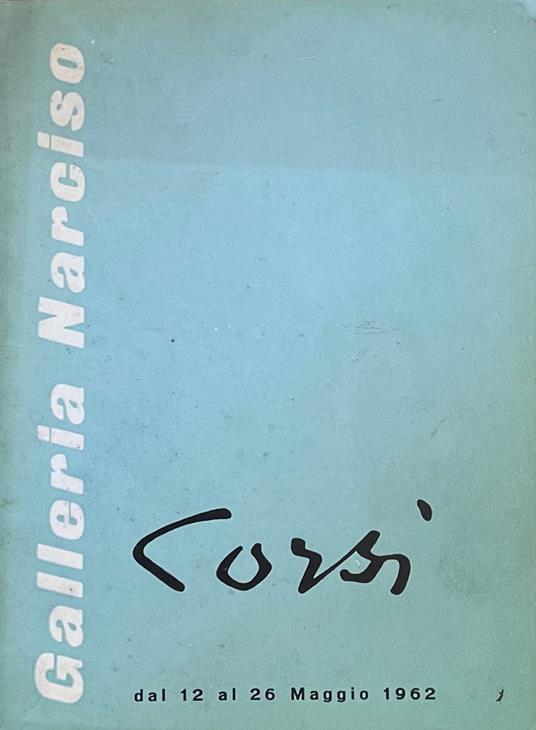 Galleria Narciso
Corsi
dal 12 al 26 Maggio 1962